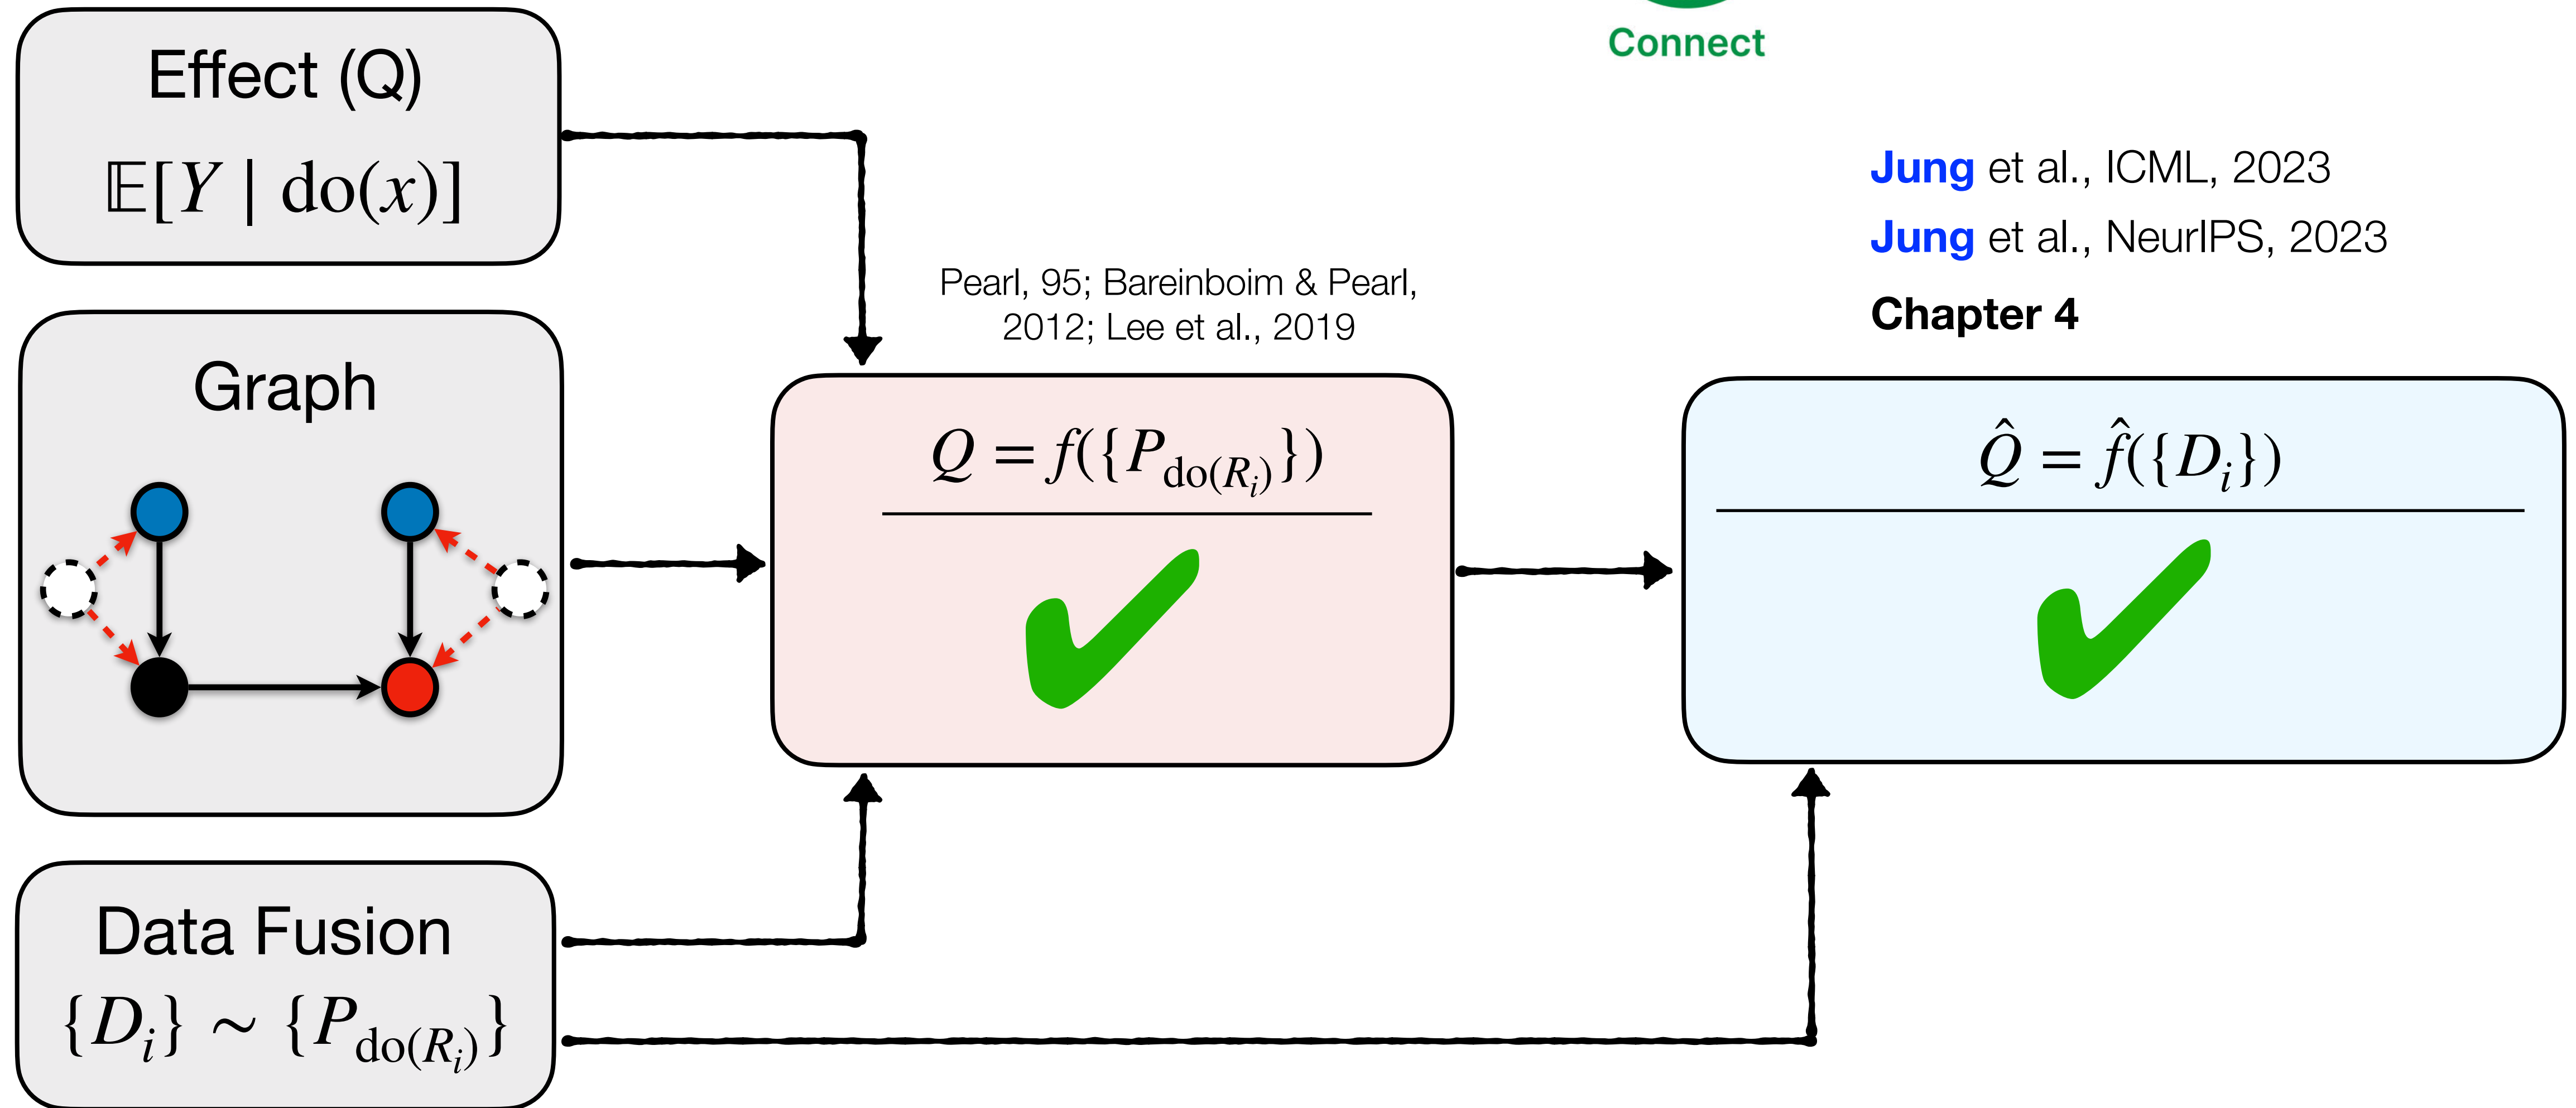 Connect
Effect (Q)
𝔼[Y | do(x)]
Jung et al., ICML, 2023
Jung et al., NeurIPS, 2023
Chapter 4
Pearl, 95; Bareinboim & Pearl,
2012; Lee et al., 2019
Graph
Q = f({P_do(R_i)})
Q̂ = f̂({D_i})
Data Fusion
{D_i} ~ {P_do(R_i)}